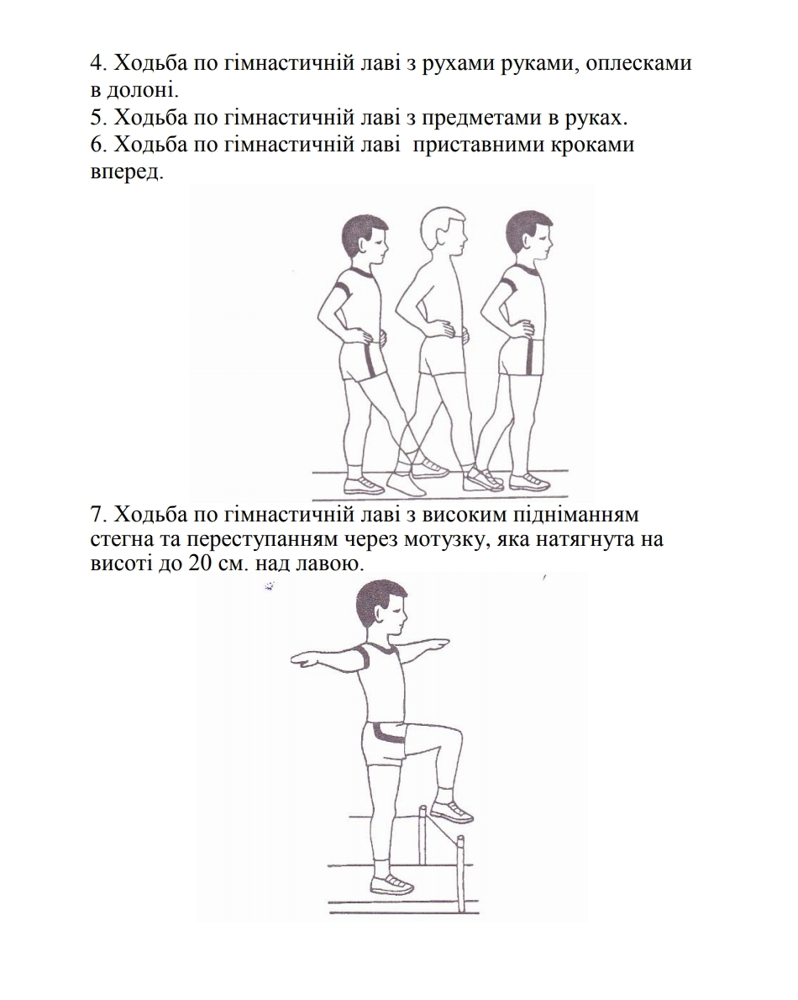 4. Ходьба по гімнастичній лаві з рухами руками, оплесками
в долоні.
5. Ходьба по гімнастичній лаві з предметами в руках.
6. Ходьба по гімнастичній лаві  приставними кроками
вперед.
7. Ходьба по гімнастичній лаві з високим підніманням
стегна та переступанням через мотузку, яка натягнута на
висоті до 20 см. над лавою.